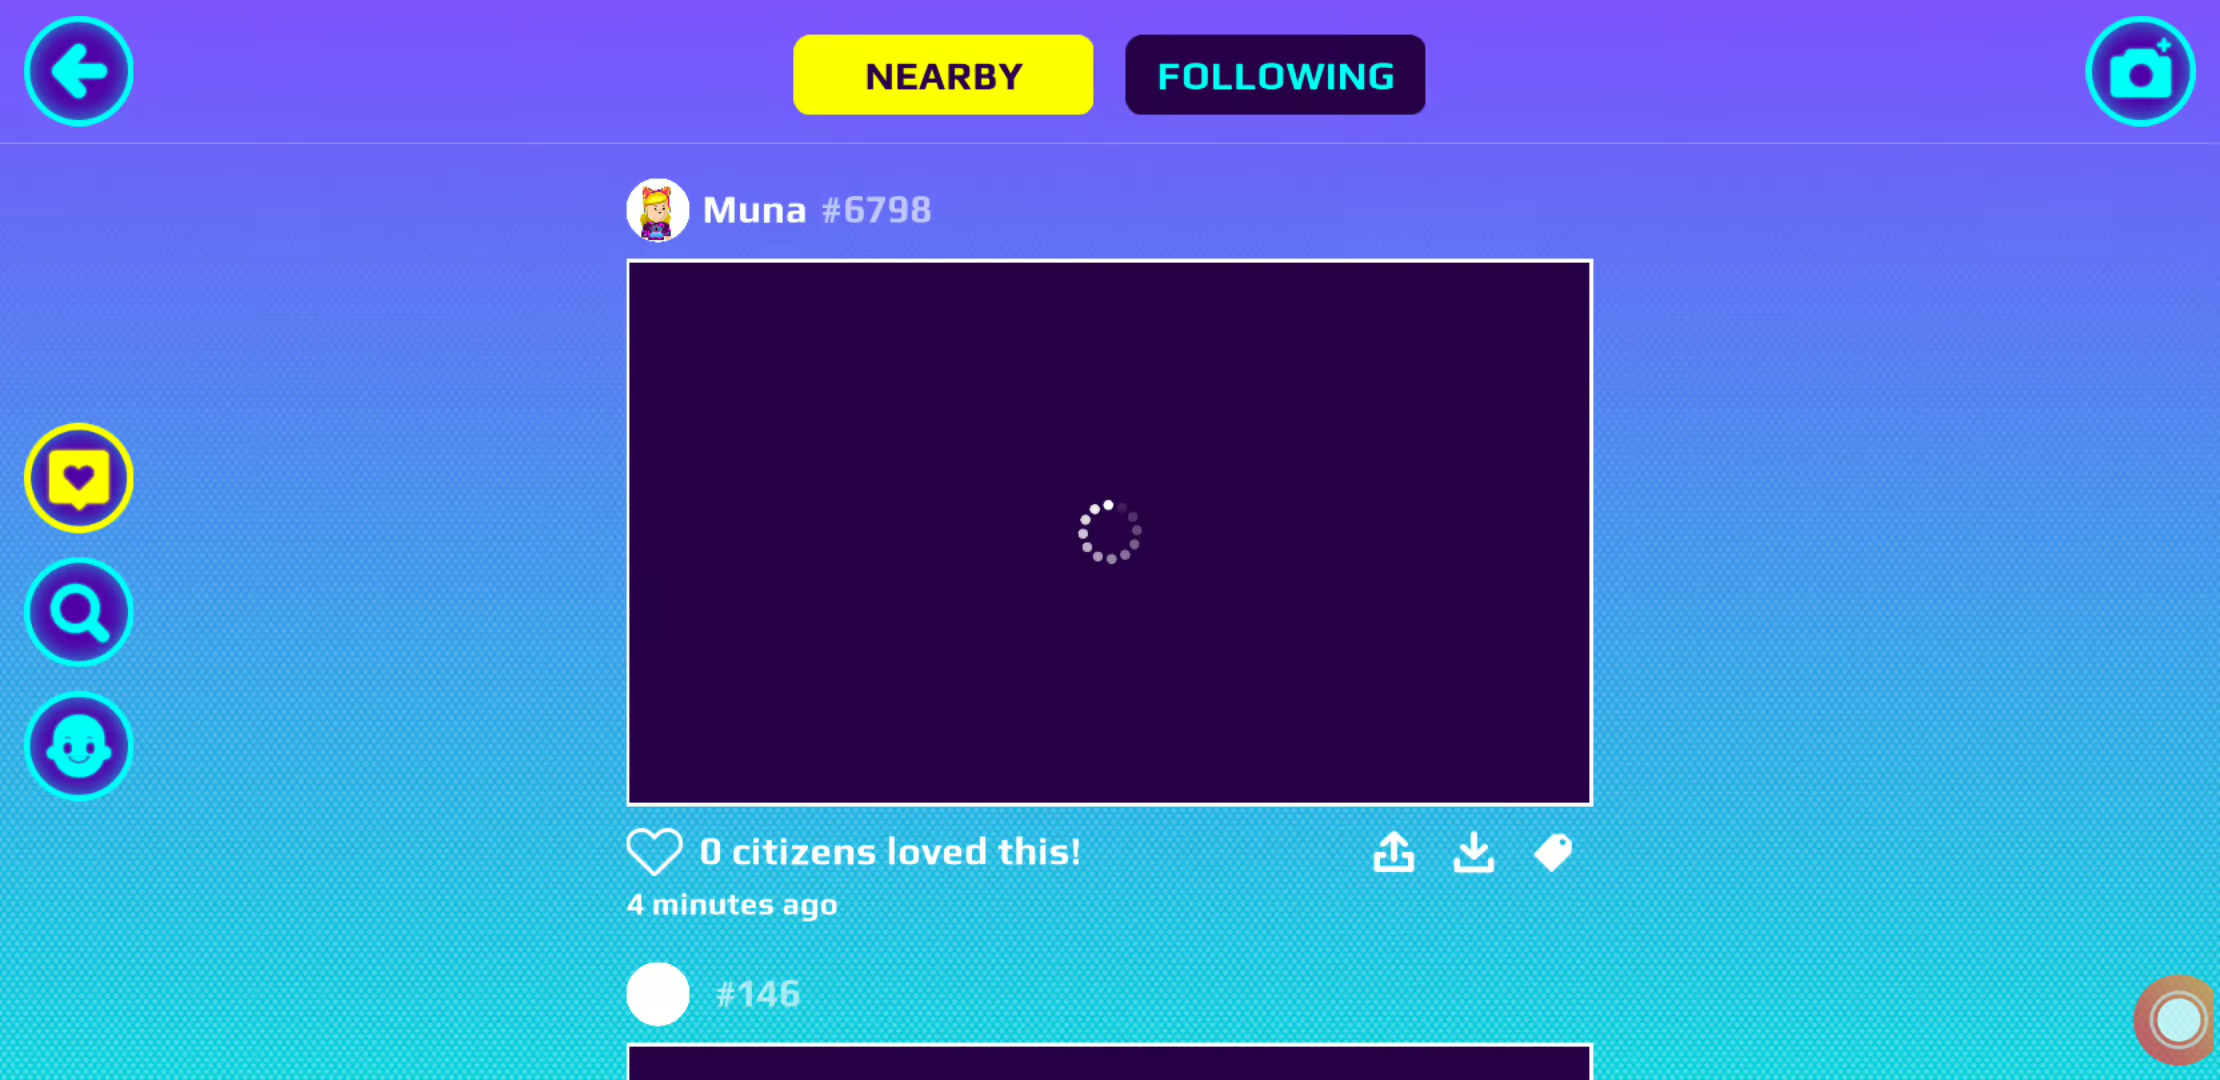 NEARBY
FOLLOWING
Muna #6798
0 citizens loved this!
4 minutes ago
#146